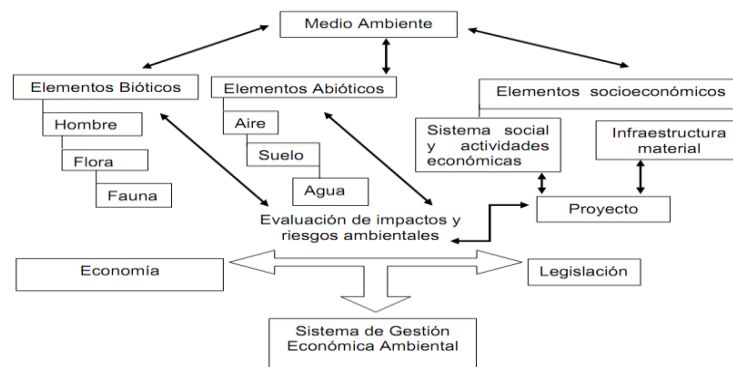 Medio Ambiente
Elementos Bióticos
Elementos Abióticos
Elementos socioeconómicos
Hombre
Flora
Fauna
Aire
Suelo
Agua
Sistema social
y actividades
económicas
Infraestructura
material
Proyecto
Evaluación de impactos y
riesgos ambientales
Economía
Legislación
Sistema de Gestión
Económica Ambiental